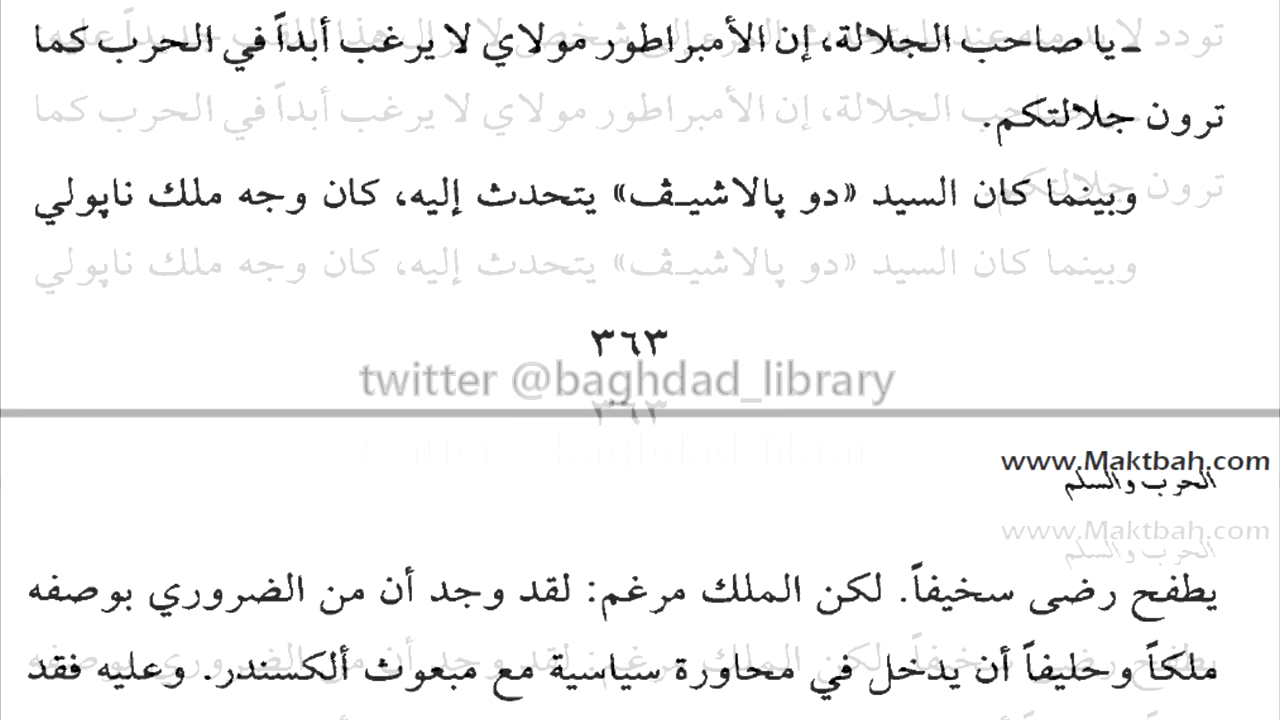 ـ يا صاحب الجلالة، إن الأمبراطور مولاي لا يرغب أبداً في الحرب كما
ترون جلالتكم.
وبينما كان السيد «دو پالاشيـڤ» يتحدث إليه، كان وجه ملك ناپولي
٣٦٣
twitter @baghdad_library
www.Maktbah.com
الحرب والسلم
يطفح رضى سخيفاً. لكن الملك مرغم: لقد وجد أن من الضروري بوصفه
ملكاً وحليفاً أن يدخل في محاورة سياسية مع مبعوث ألكسندر. وعليه فقد